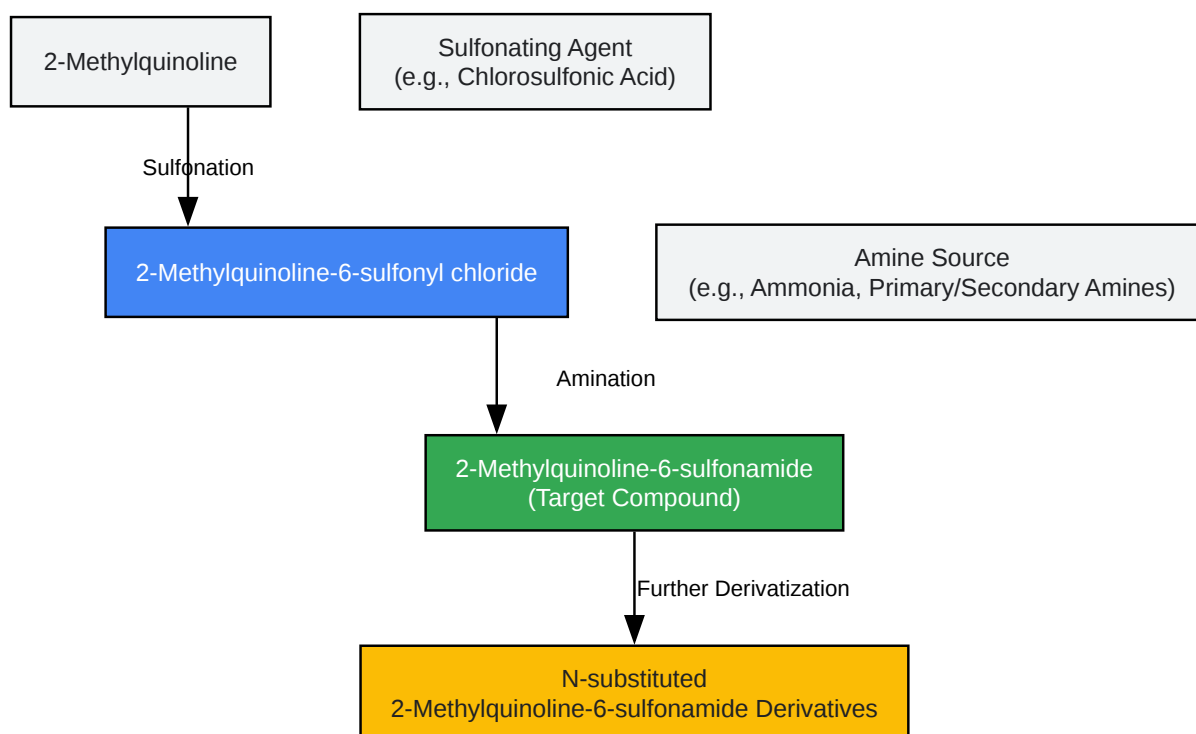 2-Methylquinoline
Sulfonating Agent
(e.g., Chlorosulfonic Acid)
Sulfonation
2-Methylquinoline-6-sulfonyl chloride
Amine Source
(e.g., Ammonia, Primary/Secondary Amines)
Amination
2-Methylquinoline-6-sulfonamide
(Target Compound)
Further Derivatization
N-substituted
2-Methylquinoline-6-sulfonamide Derivatives